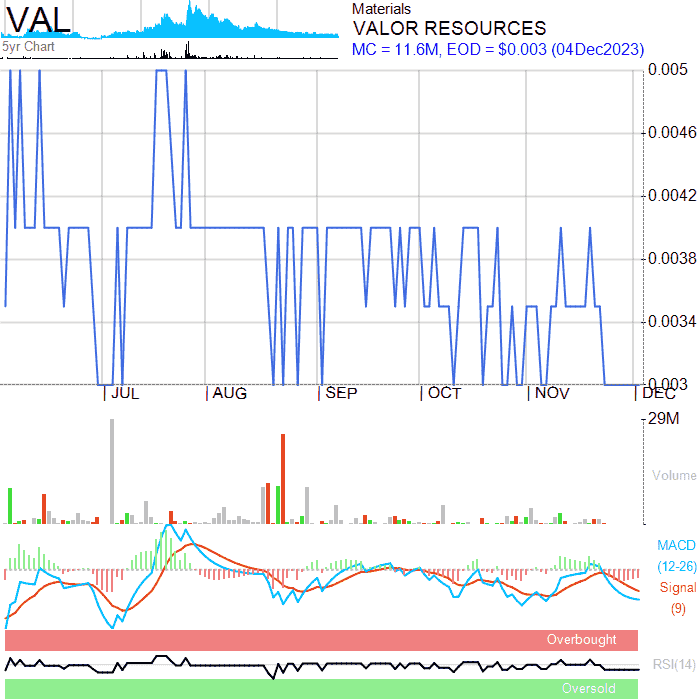 VAL
5yr Chart
Materials
VALOR RESOURCES
MC = 11.6M, EOD = $0.003 (04Dec2023)
0.005
0.0046
0.0042
0.0038
0.0034
0.003
JUL AUG SEP OCT NOV DEC
29M
Volume
MACD
(12-26)
Signal
(9)
Overbought
RSI(14)
Oversold